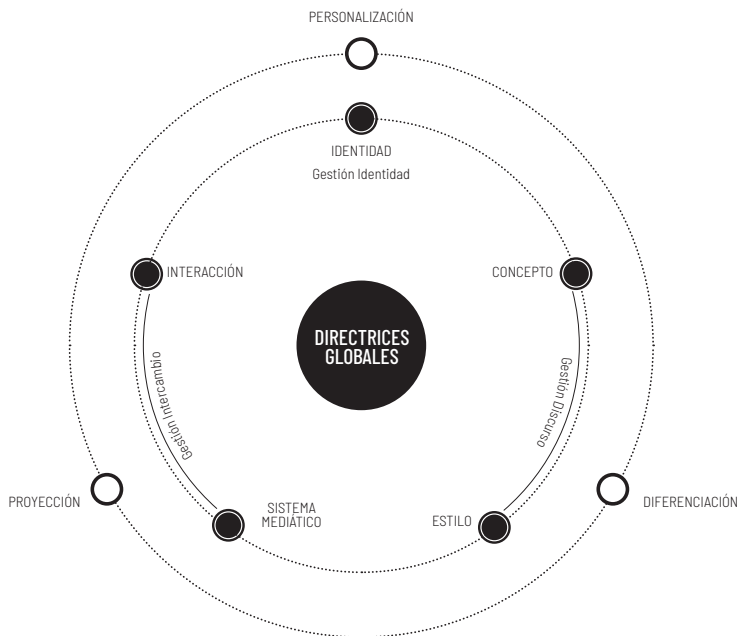 PERSONALIZACIÓN
IDENTIDAD
Gestión Identidad
INTERACCIÓN
CONCEPTO
DIRECTRICES
GLOBALES
Gestión Intercambio
Gestión Discurso
PROYECCIÓN
SISTEMA
MEDIÁTICO
ESTILO
DIFERENCIACIÓN